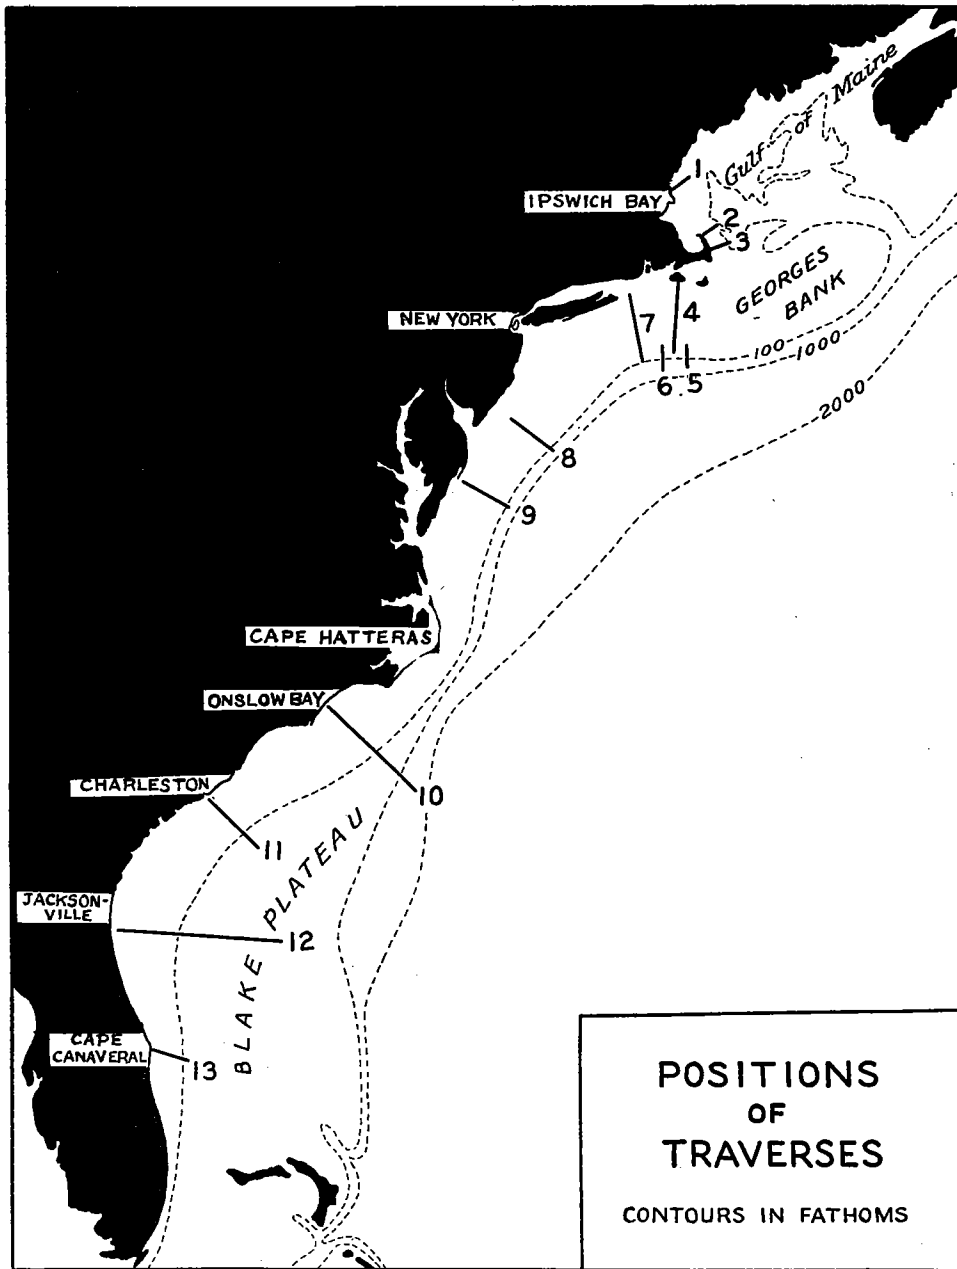 Gulf of Maine
1
IPSWICH BAY
2
3
GEORGES
BANK
NEW YORK
7
4
100
1000
6
5
2000
8
9
CAPE HATTERAS
ONSLOW BAY
CHARLESTON
10
11
BLAKE PLATEAU
JACKSON-
VILLE
12
CAPE
CANAVERAL
13
POSITIONS
OF
TRAVERSES
CONTOURS IN FATHOMS